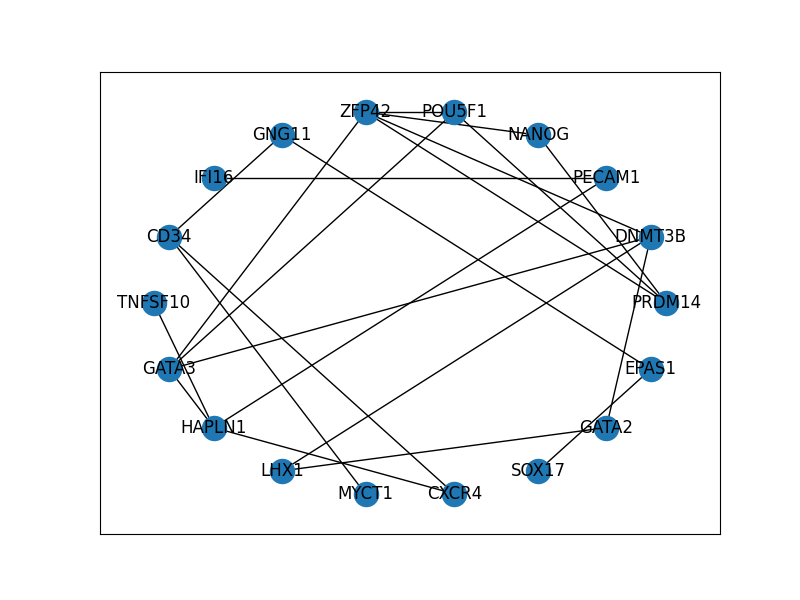 ZFP42 POU5F1
GNG11 NANOG
IFI16 PECAM1
CD34 DNMT3B
TNFSF10 PRDM14
GATA3 EPAS1
HAPLN1 GATA2
LHX1 SOX17
MYCT1 CXCR4